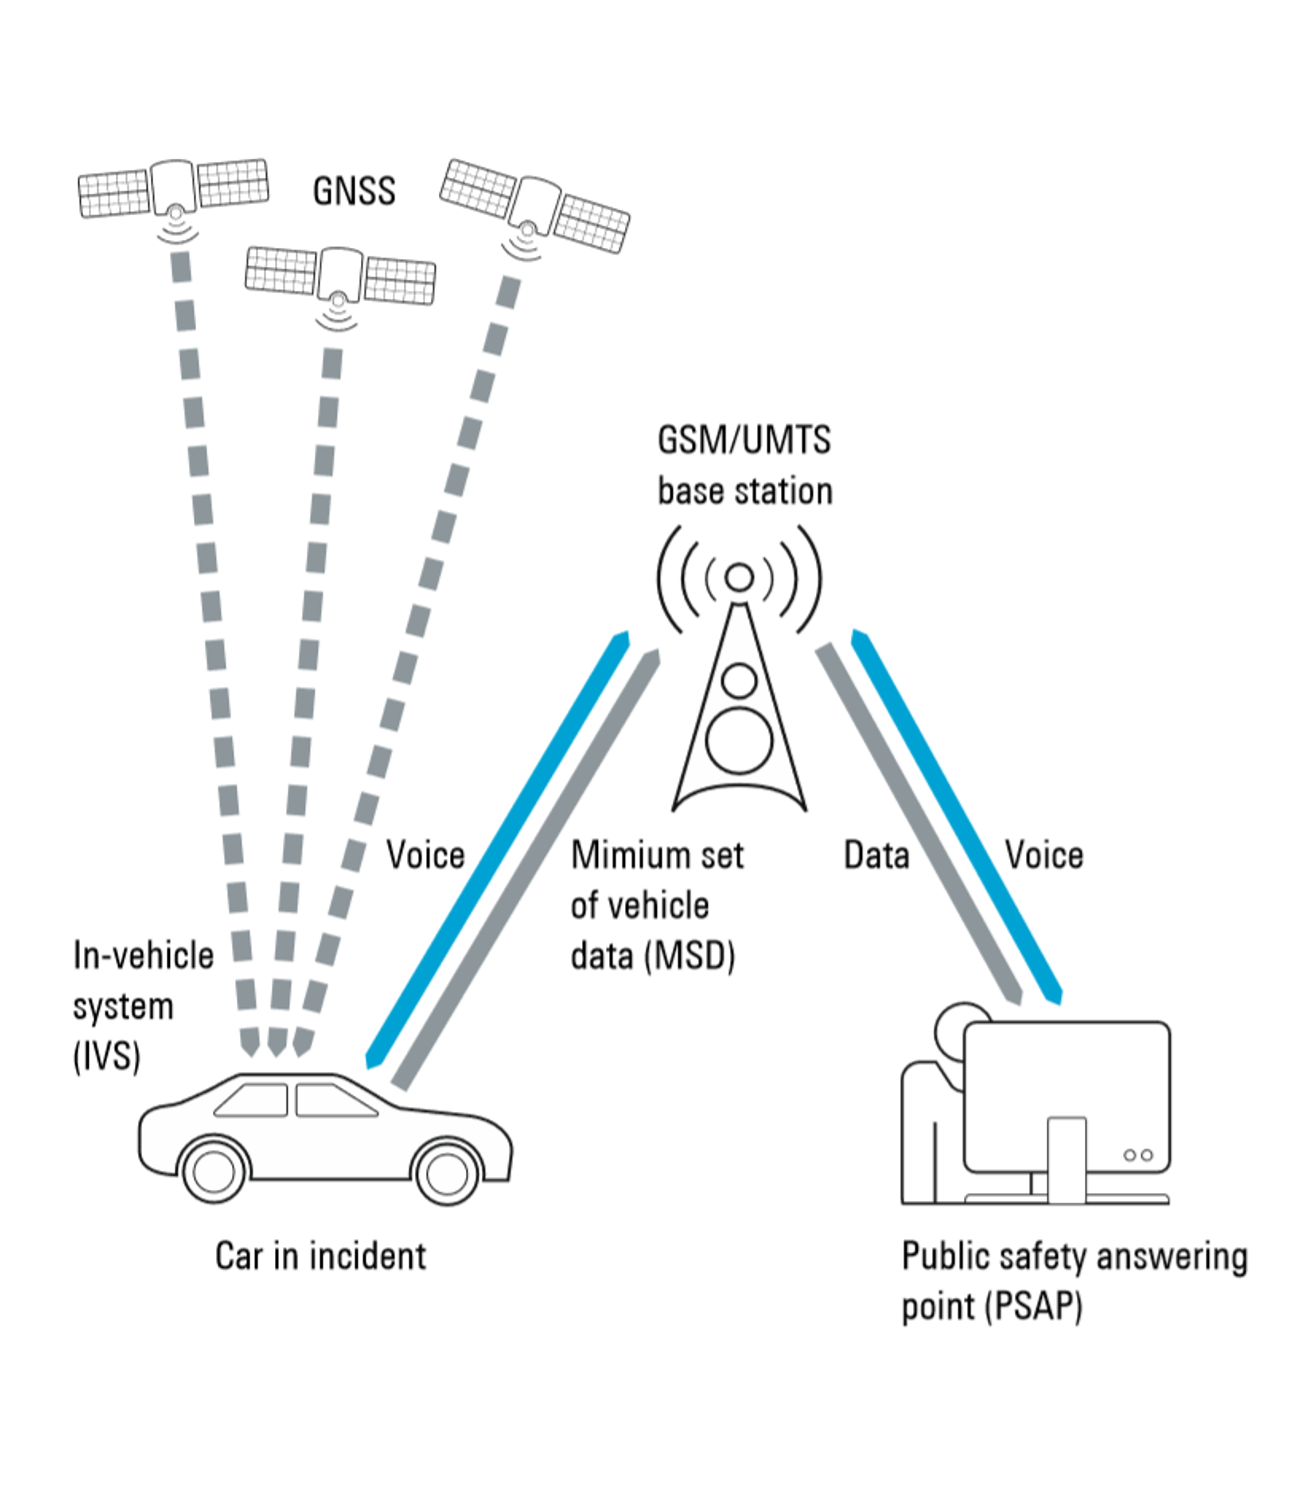 GNSS
GSM/UMTS
base station
Voice
Mimium set
of vehicle
data (MSD)
Data
Voice
In-vehicle
system
(IVS)
Car in incident
Public safety answering
point (PSAP)